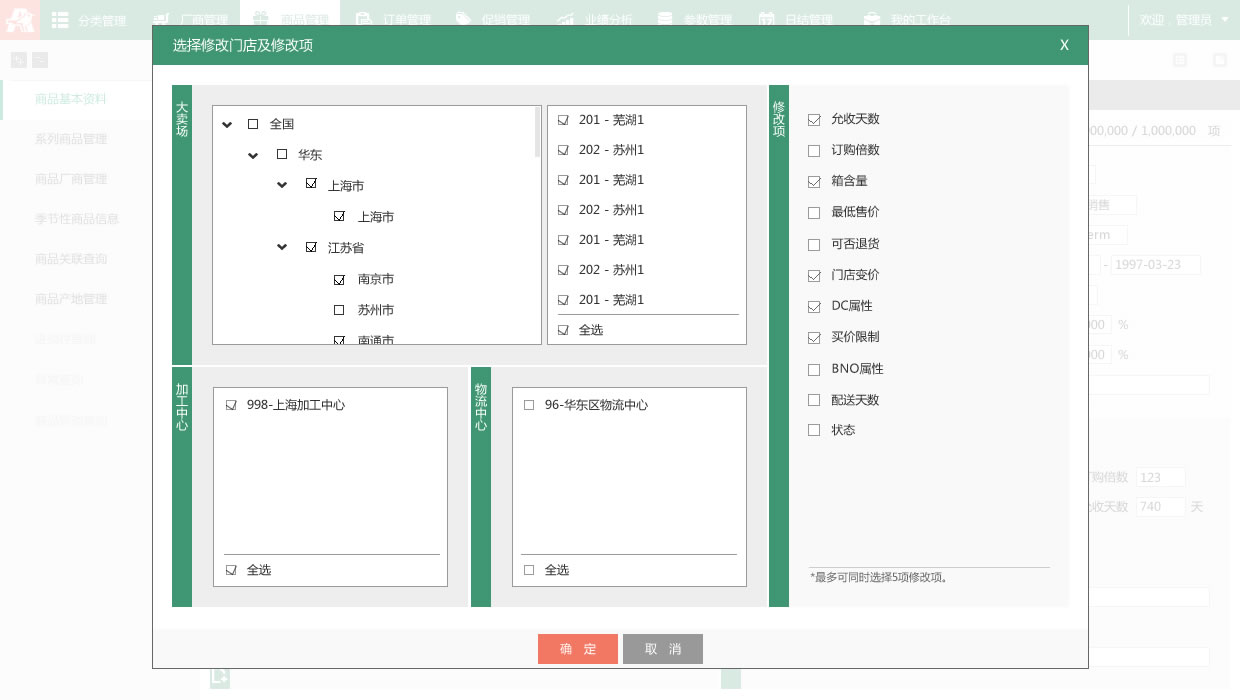 分类管理
厂商管理
商品管理
订单管理
促销管理
业绩分析
参数管理
日结管理
我的工作台
欢迎，管理员
商品基本资料
系列商品管理
商品厂商管理
季节性商品信息
商品关联查询
商品产地管理
选择修改门店及修改项
X
大卖场
全国
华东
上海市
上海市
江苏省
南京市
苏州市
南通市
201 - 芜湖1
202 - 苏州1
201 - 芜湖1
202 - 苏州1
201 - 芜湖1
202 - 苏州1
201 - 芜湖1
全选
加工中心
998-上海加工中心
全选
物流中心
96-华东区物流中心
全选
修改项
允收天数
订购倍数
箱含量
最低售价
可否退货
门店变价
DC属性
买价限制
BNO属性
配送天数
状态
*最多可同时选择5项修改项。
确 定
取 消
/ 1,000,000 项
- 1997-03-23
%
%
购倍数 123
收天数 740 天